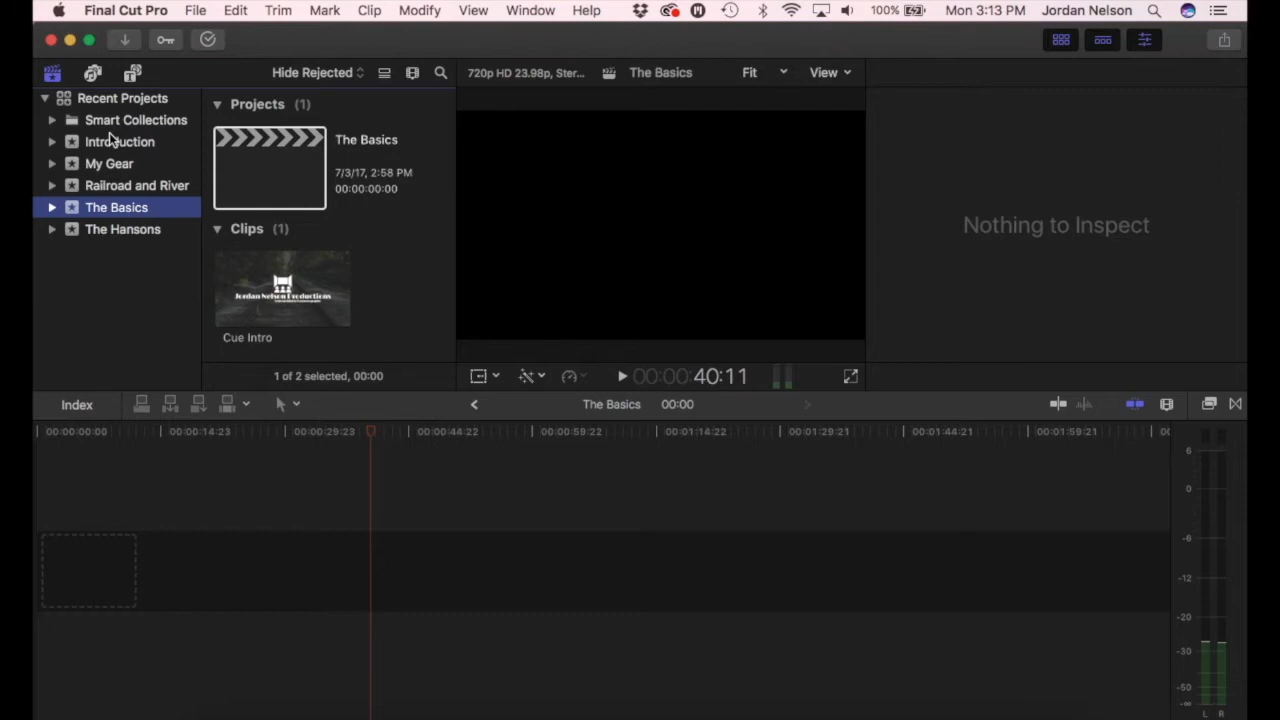 Final Cut Pro File Edit Trim Mark Clip Modify View Window Help 100% Mon 3:13 PM Jordan Nelson
Hide Rejected 720p HD 23.98p, Ster... The Basics Fit View
Recent Projects
Smart Collections
Introduction
My Gear
Railroad and River
The Basics
The Hansons
Projects (1)
The Basics
7/3/17, 2:58 PM
00:00:00:00
Clips (1)
Jordan Nelson Productions
Cue Intro
1 of 2 selected, 00:00
00:00:40:11
Nothing to Inspect
Index The Basics 00:00
00:00:00:00 00:00:14:23 00:00:29:23 00:00:44:22 00:00:59:22 00:01:14:22 00:01:29:21 00:01:44:21 00:01:59:21 00
6
0
-6
-12
-20
-30
-50
-∞
L R